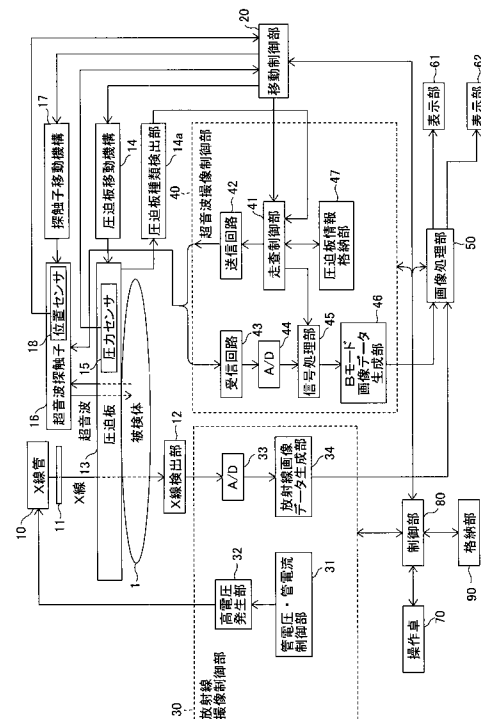 10
X線管
11
X線
13
1
16
超音波探触子
18
位置センサ
超音波
圧迫板
15
圧力センサ
被検体
17
探触子移動機構
圧迫板移動機構
14
圧迫板種類検出部
14a
20
移動制御部
12
X線検出部
40
超音波撮像制御部
42
送信回路
41
走査制御部
47
圧迫板情報
格納部
43
受信回路
44
A/D
45
信号処理部
46
Bモード
画像データ
生成部
61
表示部
62
表示部
50
画像処理部
30
放射線
撮像制御部
32
高電圧
発生部
31
管電圧・管電流
制御部
33
A/D
34
放射線画像
データ生成部
80
制御部
90
格納部
70
操作卓